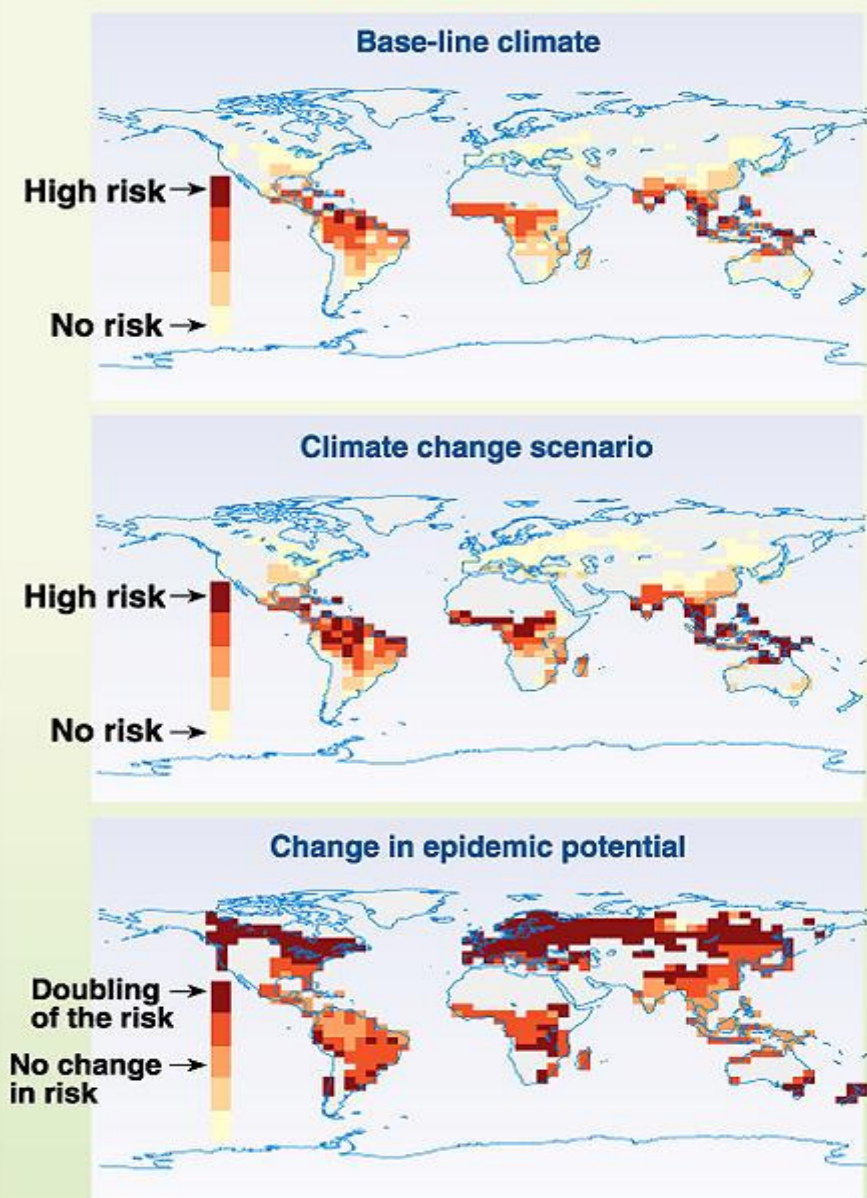 Base-line climate
High risk
No risk
Climate change scenario
High risk
No risk
Change in epidemic potential
Doubling
of the risk
No change
in risk